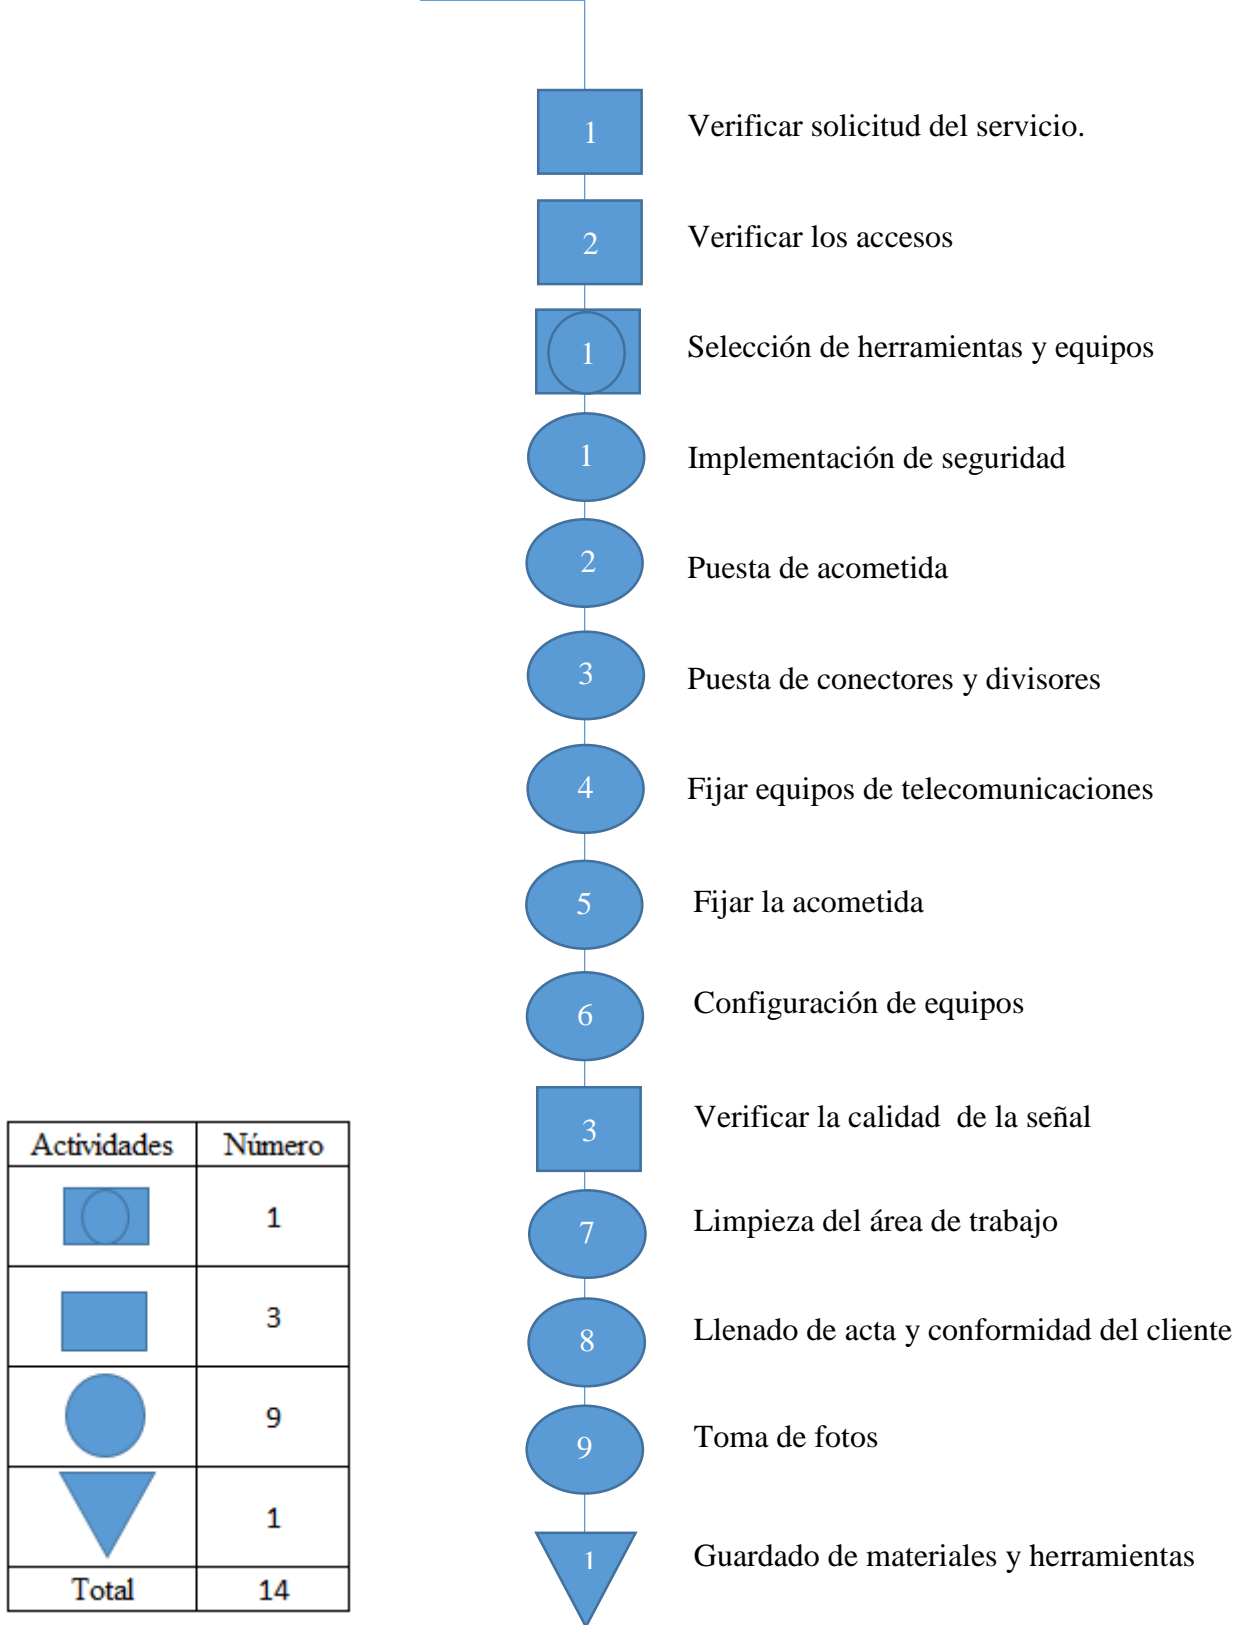 1 Verificar solicitud del servicio.
2 Verificar los accesos
1 Selección de herramientas y equipos
1 Implementación de seguridad
2 Puesta de acometida
3 Puesta de conectores y divisores
4 Fijar equipos de telecomunicaciones
5 Fijar la acometida
6 Configuración de equipos
3 Verificar la calidad  de la señal
7 Limpieza del área de trabajo
8 Llenado de acta y conformidad del cliente
9 Toma de fotos
1 Guardado de materiales y herramientas
Actividades Número
1
3
9
1
Total 14